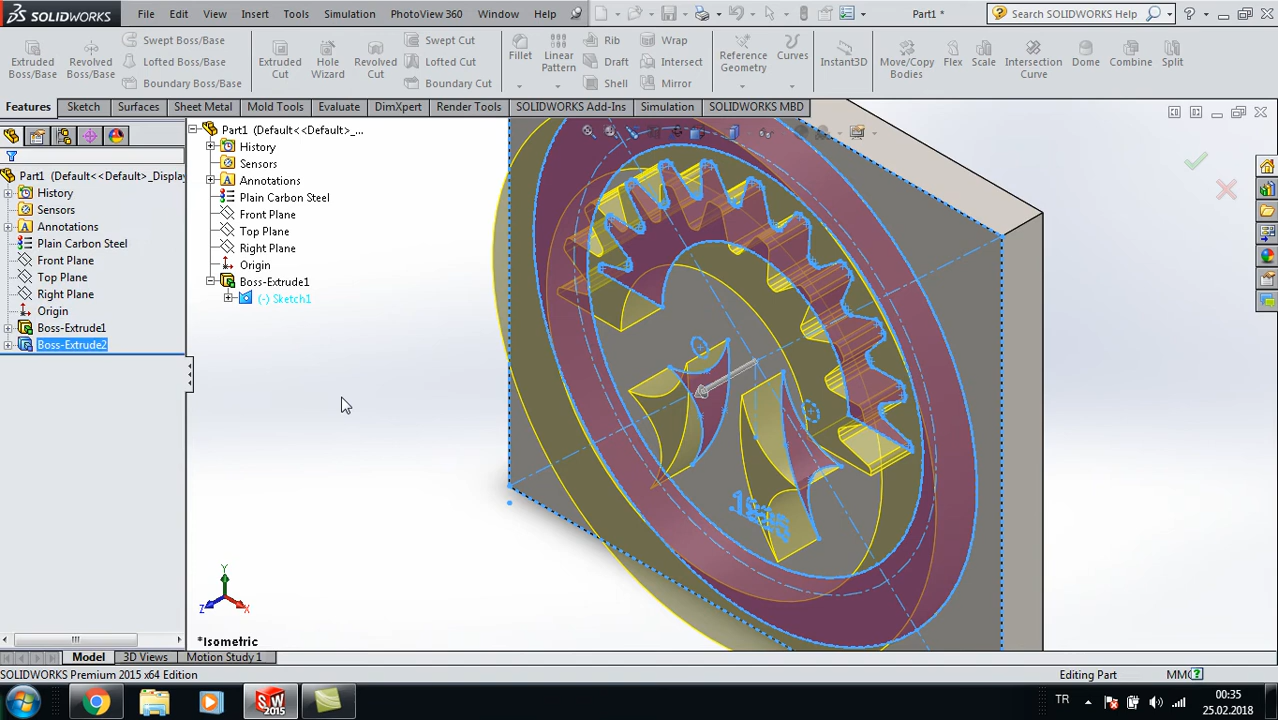 SOLIDWORKS File Edit View Insert Tools Simulation PhotoView 360 Window Help Part1 * Search SOLIDWORKS Help
Extruded Boss/Base
Revolved Boss/Base
Swept Boss/Base
Lofted Boss/Base
Boundary Boss/Base
Extruded Cut
Hole Wizard
Revolved Cut
Swept Cut
Lofted Cut
Boundary Cut
Fillet
Linear Pattern
Rib
Draft
Shell
Wrap
Intersect
Mirror
Reference Geometry
Curves
Instant3D
Move/Copy Bodies
Flex
Scale
Intersection Curve
Dome
Combine
Split
Features Sketch Surfaces Sheet Metal Mold Tools Evaluate DimXpert Render Tools SOLIDWORKS Add-Ins Simulation SOLIDWORKS MBD
Part1 (Default<<Default>_Display
History
Sensors
Annotations
Plain Carbon Steel
Front Plane
Top Plane
Right Plane
Origin
Boss-Extrude1
Boss-Extrude2
Part1 (Default<<Default>_...
History
Sensors
Annotations
Plain Carbon Steel
Front Plane
Top Plane
Right Plane
Origin
Boss-Extrude1
(-) Sketch1
Y
Z
X
*Isometric
Model 3D Views Motion Study 1
SOLIDWORKS Premium 2015 x64 Edition Editing Part MMG
SW 2015
TR
00:35
25.02.2018